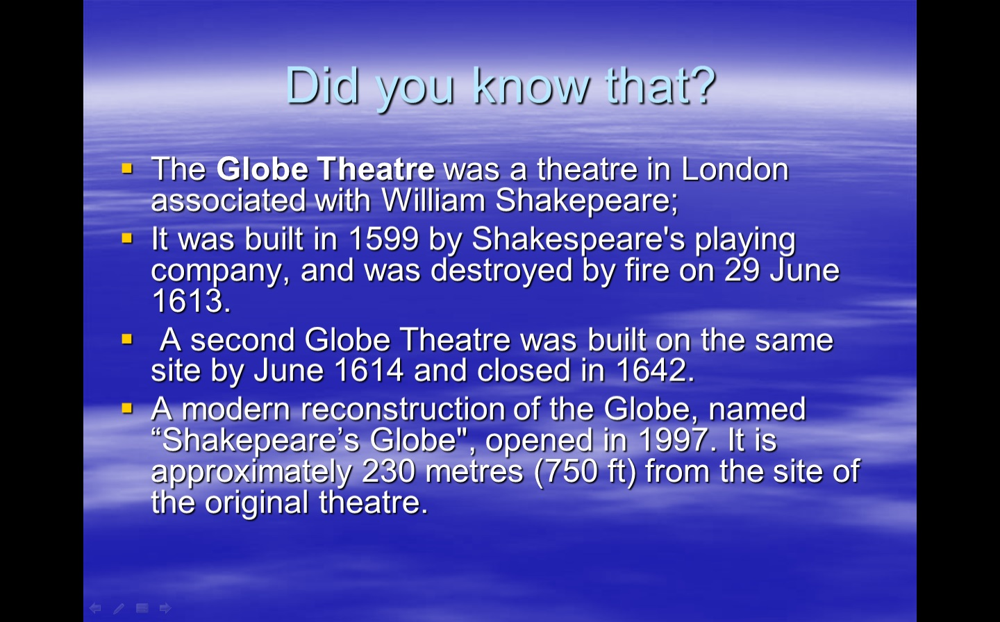 Did you know that?
The Globe Theatre was a theatre in London
associated with William Shakepeare;
It was built in 1599 by Shakespeare's playing
company, and was destroyed by fire on 29 June
1613.
A second Globe Theatre was built on the same
site by June 1614 and closed in 1642.
A modern reconstruction of the Globe, named
“Shakepeare’s Globe", opened in 1997. It is
approximately 230 metres (750 ft) from the site of
the original theatre.